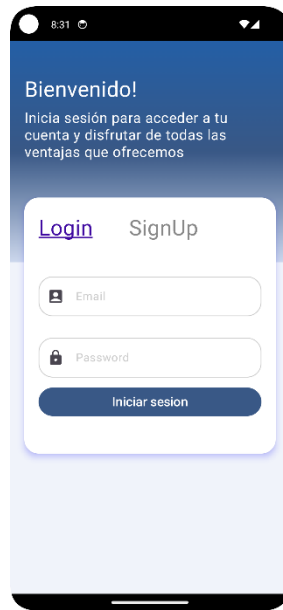 8:31
Bienvenido!
Inicia sesión para acceder a tu
cuenta y disfrutar de todas las
ventajas que ofrecemos
Login SignUp
Email
Password
Iniciar sesion